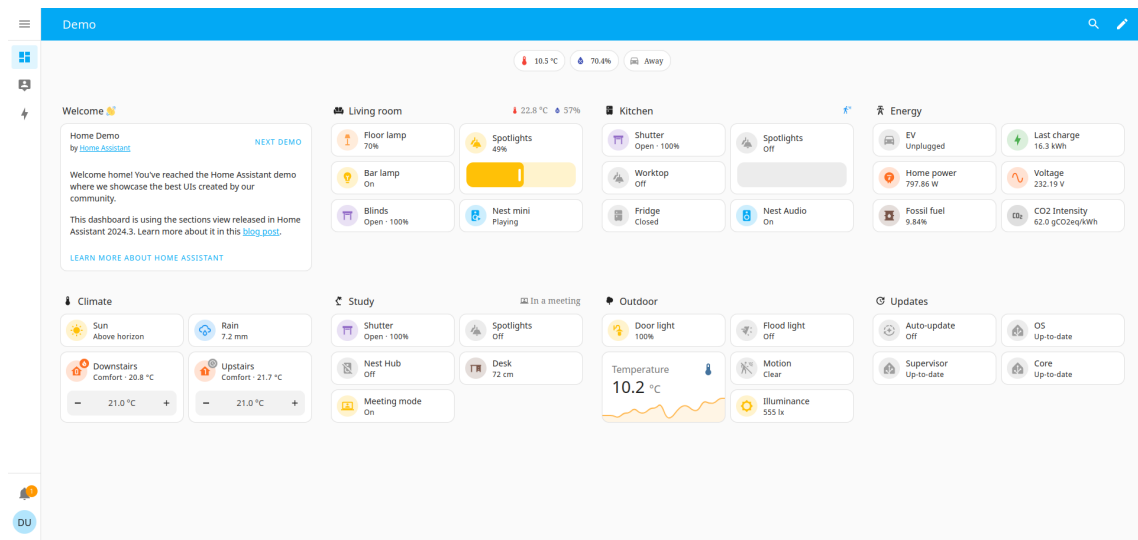 Demo
10.5 °C
70.4%
Away
Welcome 👋
Home Demo
by Home Assistant
NEXT DEMO
Welcome home! You've reached the Home Assistant demo
where we showcase the best UIs created by our
community.
This dashboard is using the sections view released in Home
Assistant 2024.3. Learn more about it in this blog post.
LEARN MORE ABOUT HOME ASSISTANT
Living room
22.8 °C
57%
Floor lamp
70%
Spotlights
49%
Bar lamp
On
Blinds
Open · 100%
Nest mini
Playing
Kitchen
Shutter
Open · 100%
Spotlights
Off
Worktop
Off
Fridge
Closed
Nest Audio
On
Energy
EV
Unplugged
Last charge
16.3 kWh
Home power
797.86 W
Voltage
232.19 V
Fossil fuel
9.84%
CO2 Intensity
62.0 gCO2eq/kWh
Climate
Sun
Above horizon
Rain
7.2 mm
Downstairs
Comfort · 20.8 °C
Upstairs
Comfort · 21.7 °C
− 21.0 °C +
− 21.0 °C +
Study
In a meeting
Shutter
Open · 100%
Spotlights
Off
Nest Hub
Off
Desk
72 cm
Meeting mode
On
Outdoor
Door light
100%
Flood light
Off
Temperature
10.2 °C
Motion
Clear
Illuminance
555 lx
Updates
Auto-update
Off
OS
Up-to-date
Supervisor
Up-to-date
Core
Up-to-date
DU